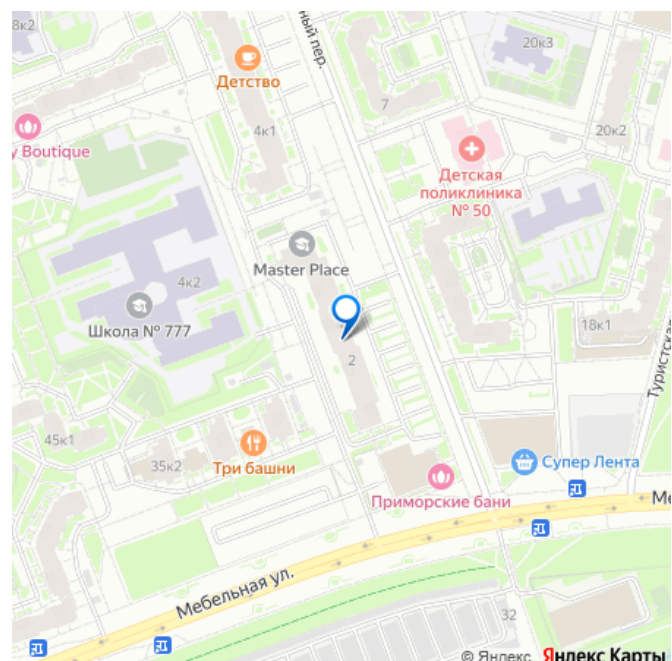 8к2
ный пер.
20к3
Детство
7
4к1
20к2
y Boutique
Детская
поликлиника
№ 50
Master Place
4к2
Школа № 777
18к1
2
Туристска
45к1
35к2
Три башни
Супер Лента
Приморские бани
Ме
Мебельная ул.
32
© Яндекс Яндекс Карты